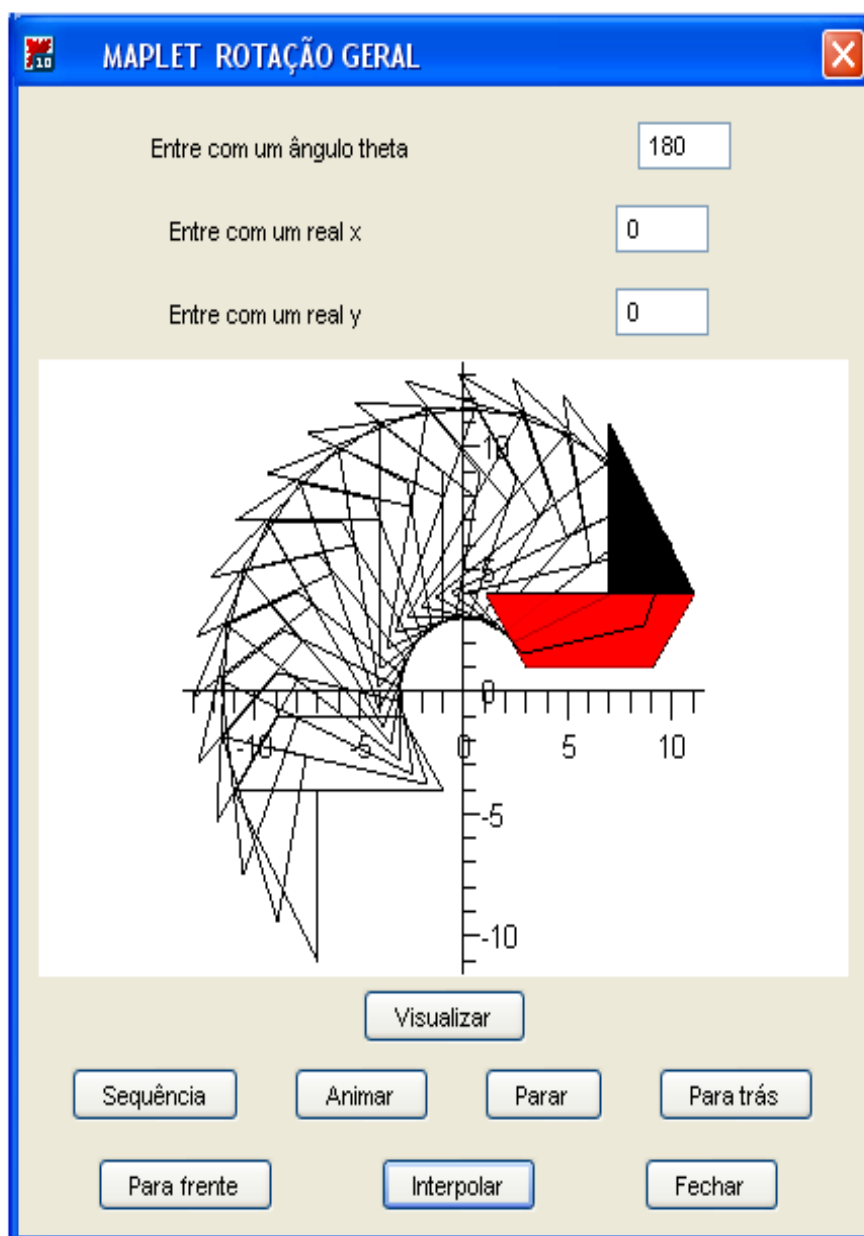 MAPLET ROTAÇÃO GERAL
Entre com um ângulo theta 180
Entre com um real x 0
Entre com um real y 0
10
5
0
-10 -5 0 5 10
-5
-10
Visualizar
Sequência Animar Parar Para trás
Para frente Interpolar Fechar